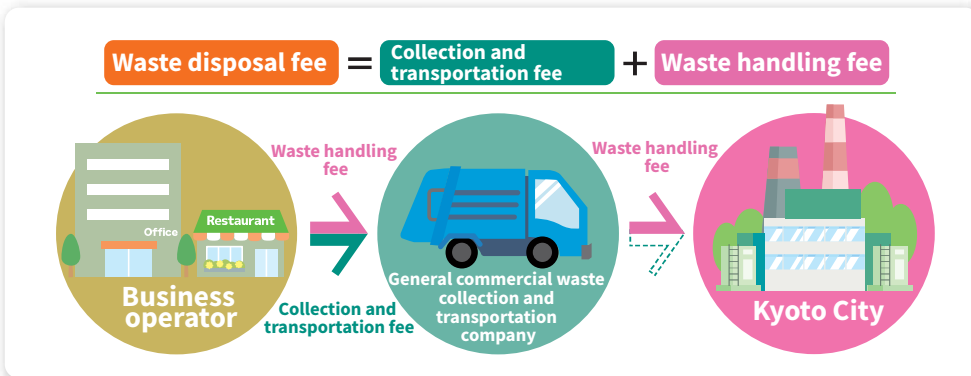 Waste disposal fee = Collection and
transportation fee + Waste handling fee
Waste handling
fee
Waste handling
fee
Office
Restaurant
Business
operator
Collection and
transportation fee
General commercial waste
collection and
transportation
company
Kyoto City